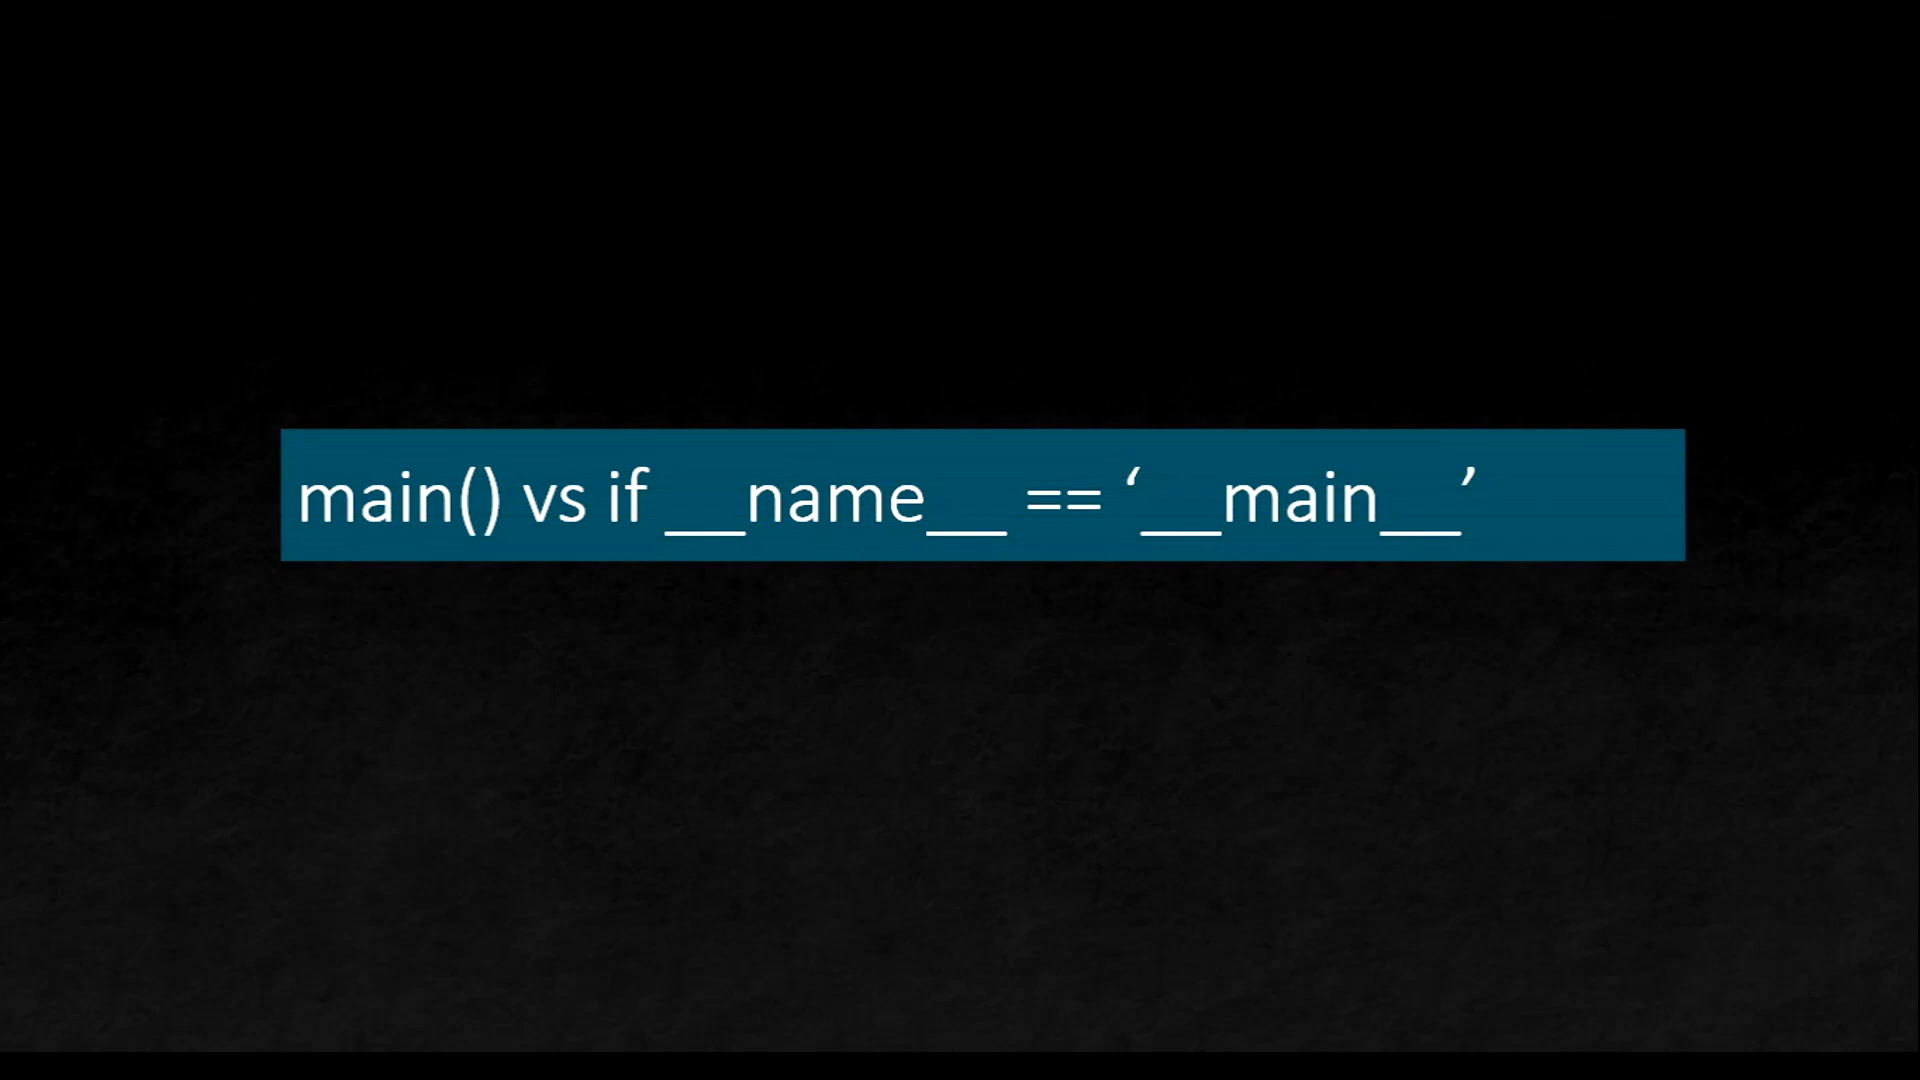 main() vs if __name__ == ‘__main__’